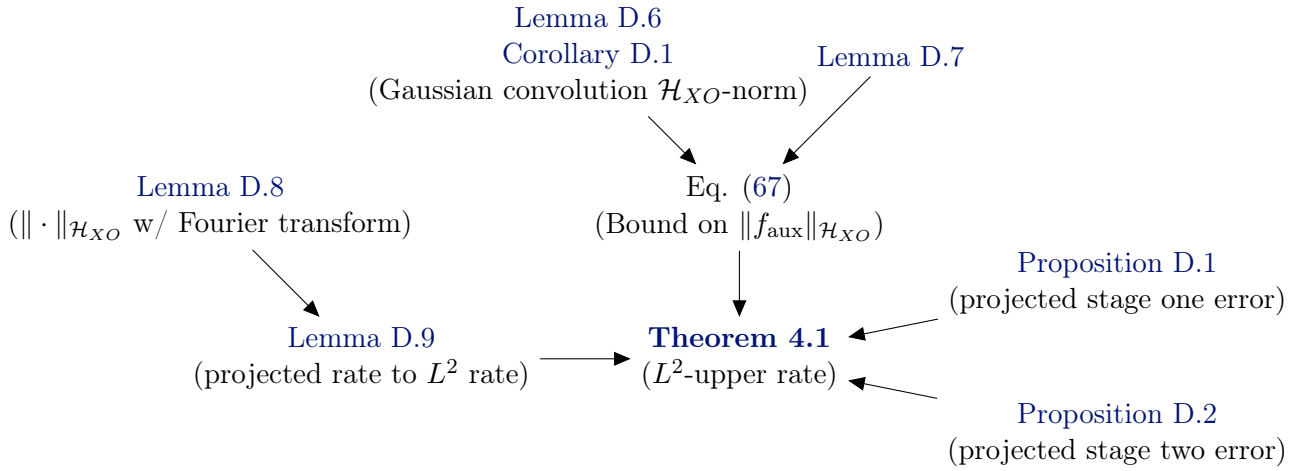 Lemma D.6
Corollary D.1
(Gaussian convolution $\mathcal{H}_{XO}$-norm)
Lemma D.7
Lemma D.8
($\|\cdot\|_{\mathcal{H}_{XO}}$ w/ Fourier transform)
Eq. (67)
(Bound on $\|f_{\text{aux}}\|_{\mathcal{H}_{XO}}$)
Proposition D.1
(projected stage one error)
Lemma D.9
(projected rate to $L^2$ rate)
Theorem 4.1
($L^2$-upper rate)
Proposition D.2
(projected stage two error)